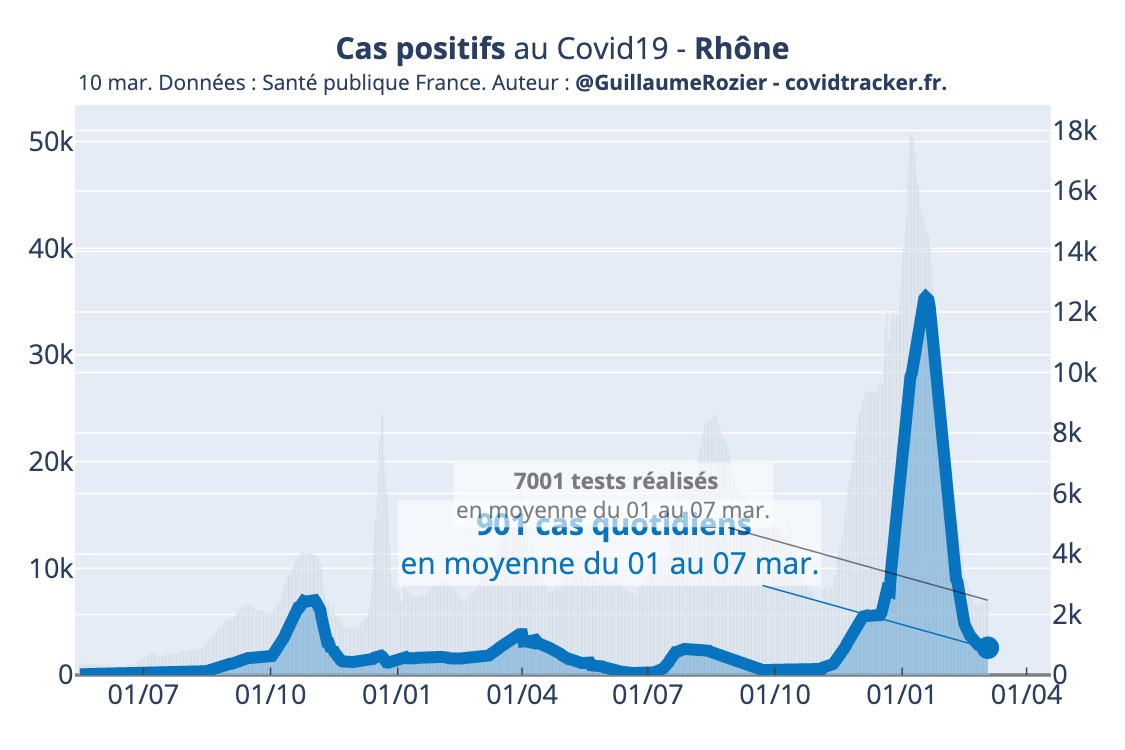 Cas positifs au Covid19 - Rhône
10 mar. Données : Santé publique France. Auteur : @GuillaumeRozier - covidtracker.fr.
50k
40k
30k
20k
10k
0
18k
16k
14k
12k
10k
8k
6k
4k
2k
0
7001 tests réalisés
en moyenne du 01 au 07 mar.
901 cas quotidiens
en moyenne du 01 au 07 mar.
01/07 01/10 01/01 01/04 01/07 01/10 01/01 01/04